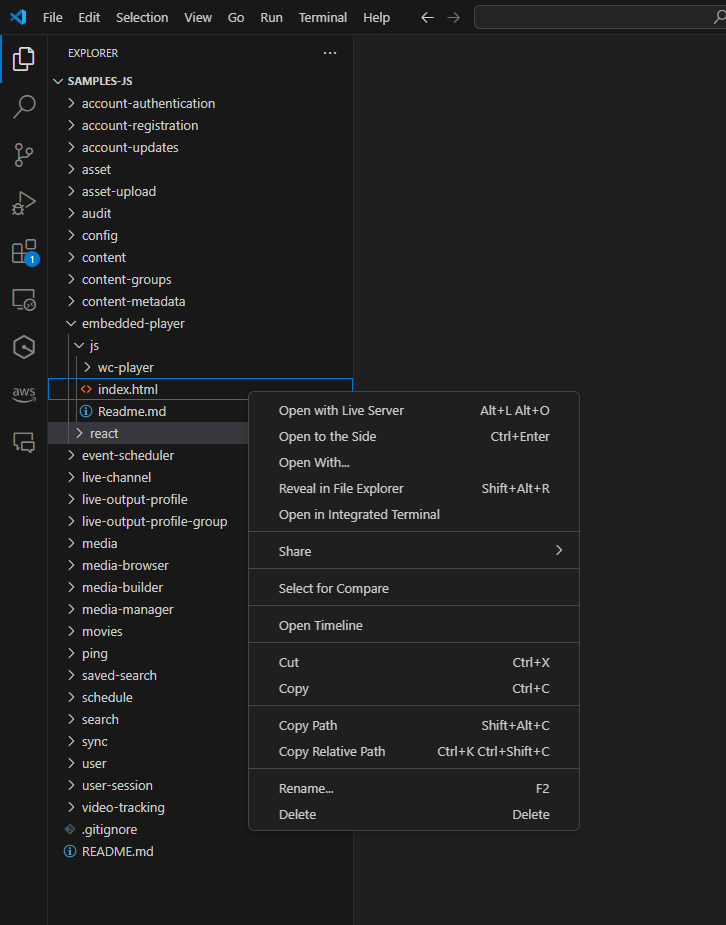 File Edit Selection View Go Run Terminal Help
EXPLORER ···
SAMPLES-JS
account-authentication
account-registration
account-updates
asset
asset-upload
audit
config
content
1
content-groups
content-metadata
embedded-player
js
wc-player
<> index.html
aws
Readme.md
react
event-scheduler
live-channel
live-output-profile
live-output-profile-group
media
media-browser
media-builder
media-manager
movies
ping
saved-search
schedule
search
sync
user
user-session
video-tracking
.gitignore
README.md
Open with Live Server Alt+L Alt+O
Open to the Side Ctrl+Enter
Open With...
Reveal in File Explorer Shift+Alt+R
Open in Integrated Terminal
Share
Select for Compare
Open Timeline
Cut Ctrl+X
Copy Ctrl+C
Copy Path Shift+Alt+C
Copy Relative Path Ctrl+K Ctrl+Shift+C
Rename... F2
Delete Delete